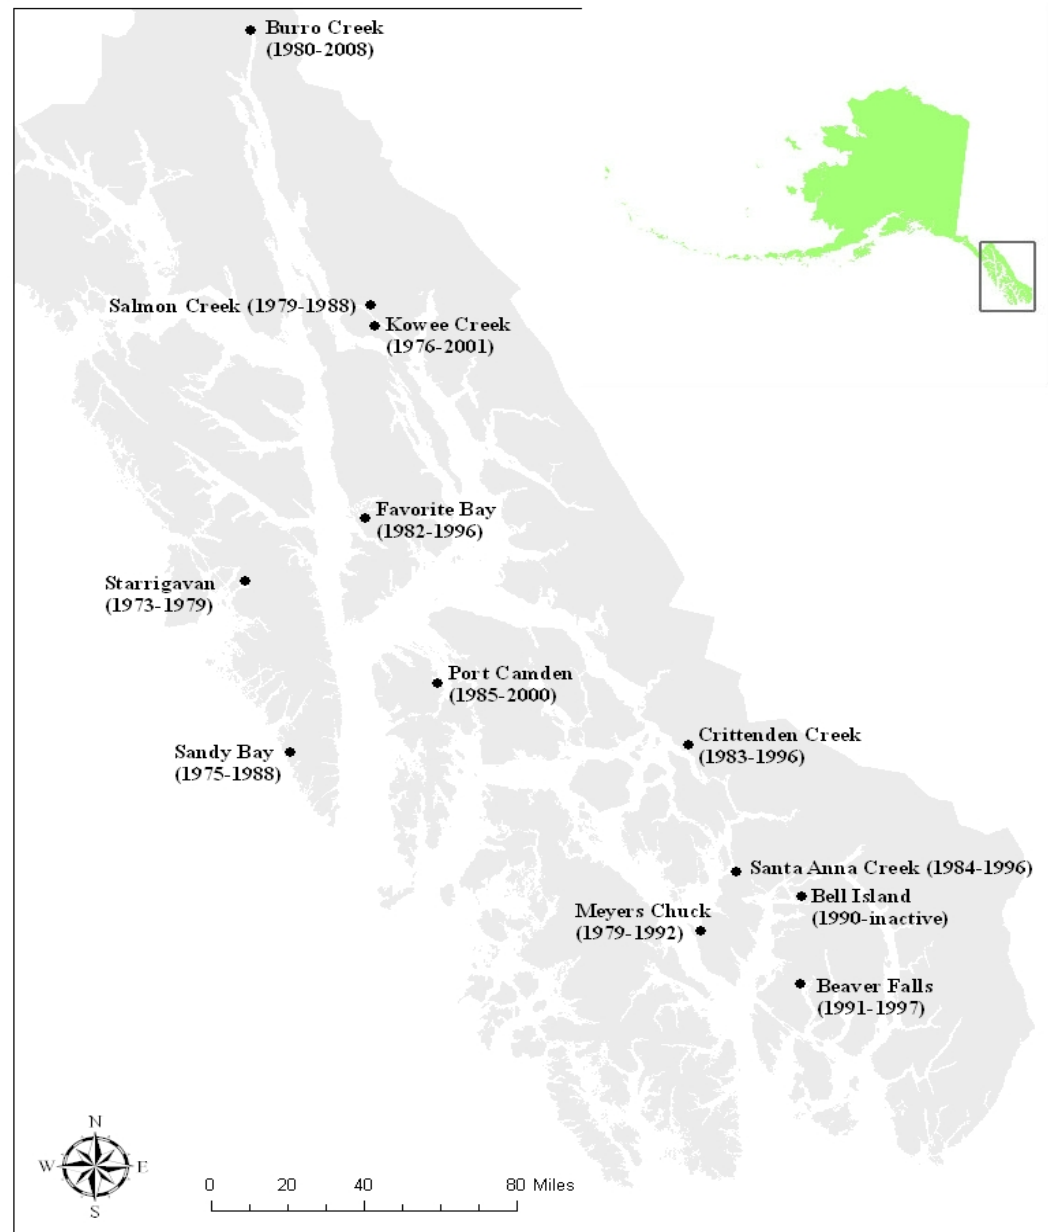 Burro Creek
(1980-2008)
Salmon Creek (1979-1988)
Kowee Creek
(1976-2001)
Favorite Bay
(1982-1996)
Starrigavan
(1973-1979)
Port Camden
(1985-2000)
Crittenden Creek
(1983-1996)
Sandy Bay
(1975-1988)
Santa Anna Creek (1984-1996)
Bell Island
(1990-inactive)
Meyers Chuck
(1979-1992)
Beaver Falls
(1991-1997)
N
W E
S
0 20 40 80 Miles